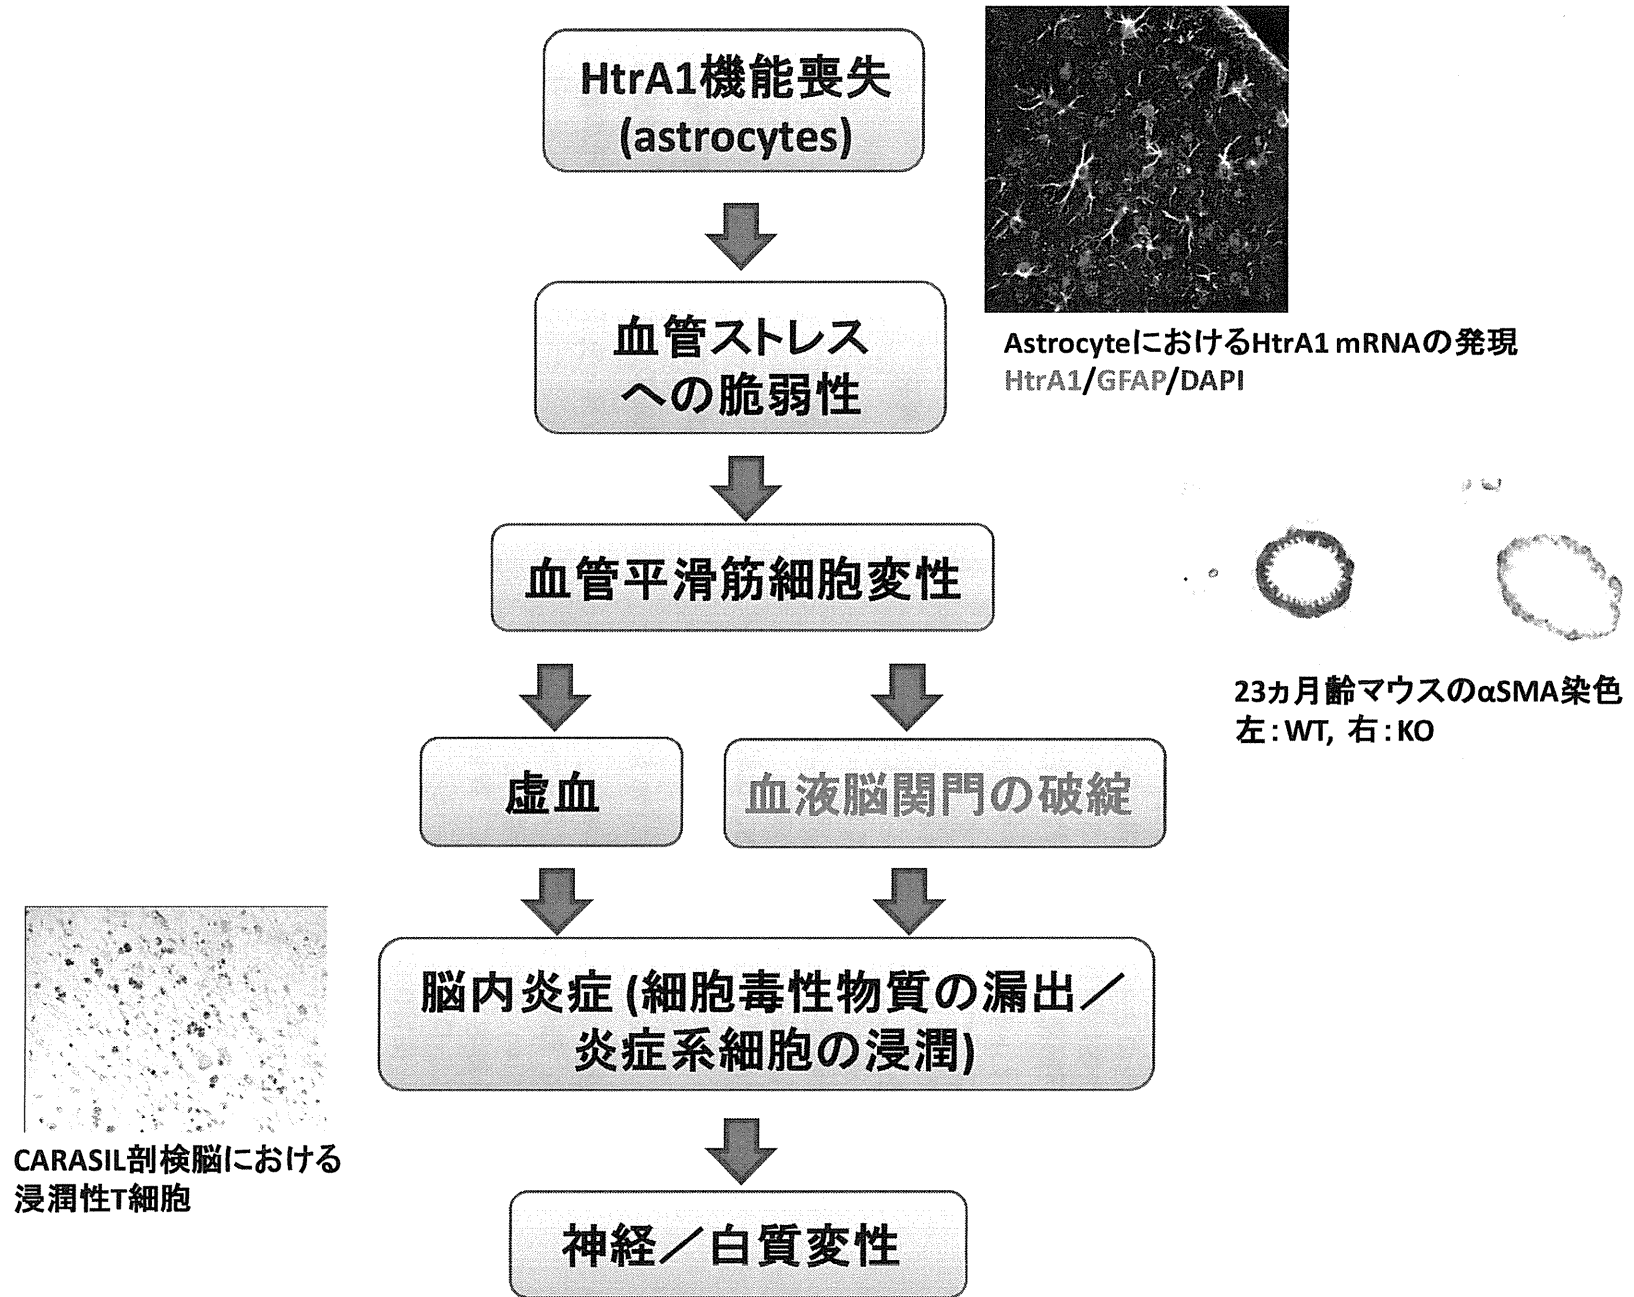 HtrA1機能喪失
(astrocytes)
AstrocyteにおけるHtrA1 mRNAの発現
HtrA1/GFAP/DAPI
血管ストレス
への脆弱性
血管平滑筋細胞変性
23ヵ月齢マウスのαSMA染色
左：WT, 右：KO
虚血
血液脳関門の破綻
脳内炎症 (細胞毒性物質の漏出／
炎症系細胞の浸潤)
CARASIL剖検脳における
浸潤性T細胞
神経／白質変性